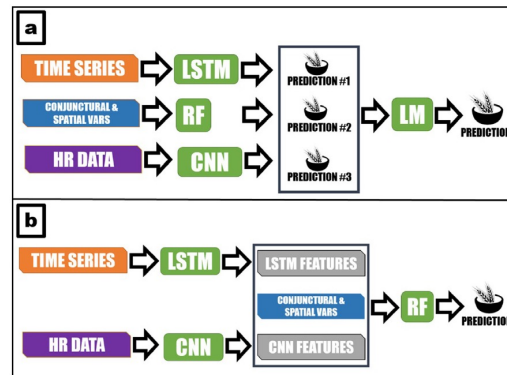 a
TIME SERIES
LSTM
PREDICTION #1
CONJUNCTURAL &
SPATIAL VARS
RF
PREDICTION #2
LM
PREDICTION
HR DATA
CNN
PREDICTION #3
b
TIME SERIES
LSTM
LSTM FEATURES
CONJUNCTURAL &
SPATIAL VARS
RF
PREDICTION
HR DATA
CNN
CNN FEATURES